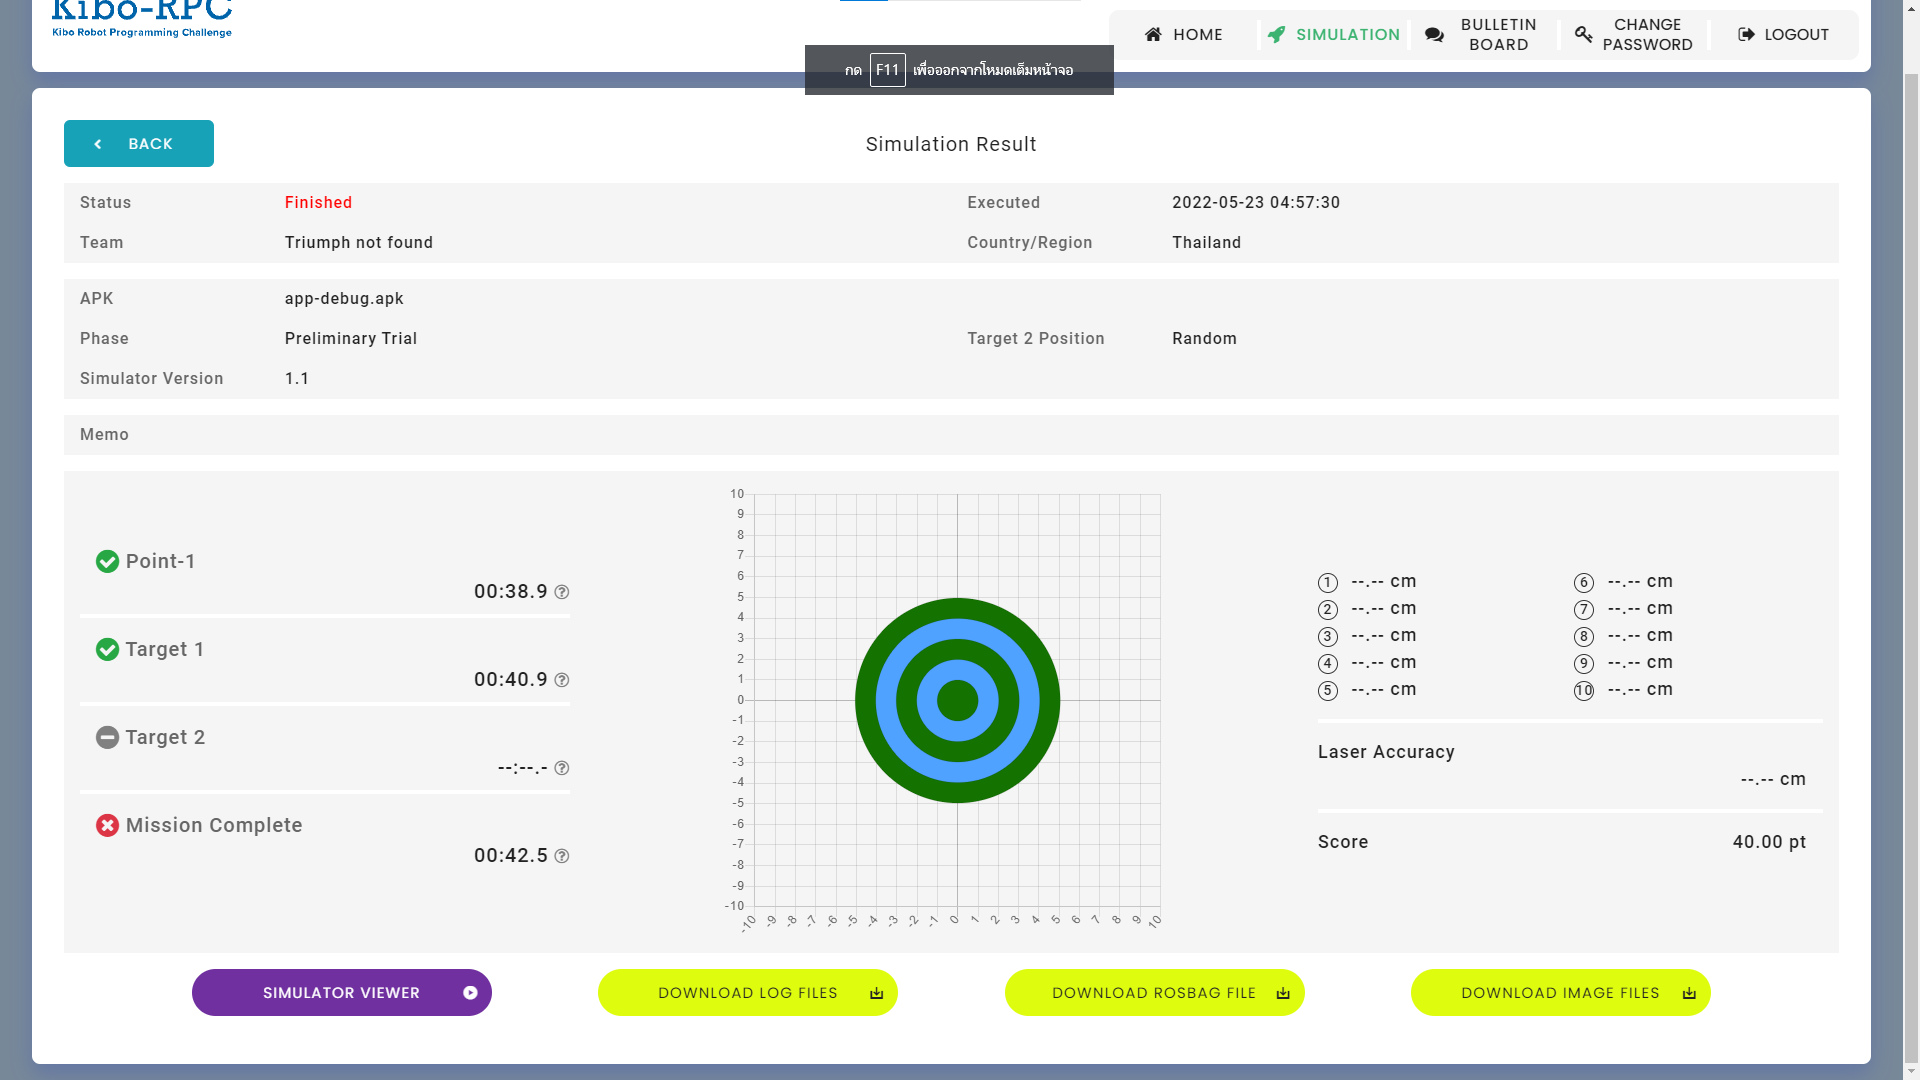 Kibo-RPC
Kibo Robot Programming Challenge
HOME
SIMULATION
BULLETIN BOARD
CHANGE PASSWORD
LOGOUT
กด F11 เพื่อออกจากโหมดเต็มหน้าจอ
BACK
Simulation Result
Status Finished Executed 2022-05-23 04:57:30
Team Triumph not found Country/Region Thailand
APK app-debug.apk
Phase Preliminary Trial Target 2 Position Random
Simulator Version 1.1
Memo
Point-1
00:38.9 ?
Target 1
00:40.9 ?
Target 2
--:--.- ?
Mission Complete
00:42.5 ?
10
9
8
7
6
5
4
3
2
1
0
-1
-2
-3
-4
-5
-6
-7
-8
-9
-10
-10 -9 -8 -7 -6 -5 -4 -3 -2 -1 0 1 2 3 4 5 6 7 8 9 10
1 --.-- cm 6 --.-- cm
2 --.-- cm 7 --.-- cm
3 --.-- cm 8 --.-- cm
4 --.-- cm 9 --.-- cm
5 --.-- cm 10 --.-- cm
Laser Accuracy
--.-- cm
Score 40.00 pt
SIMULATOR VIEWER
DOWNLOAD LOG FILES
DOWNLOAD ROSBAG FILE
DOWNLOAD IMAGE FILES